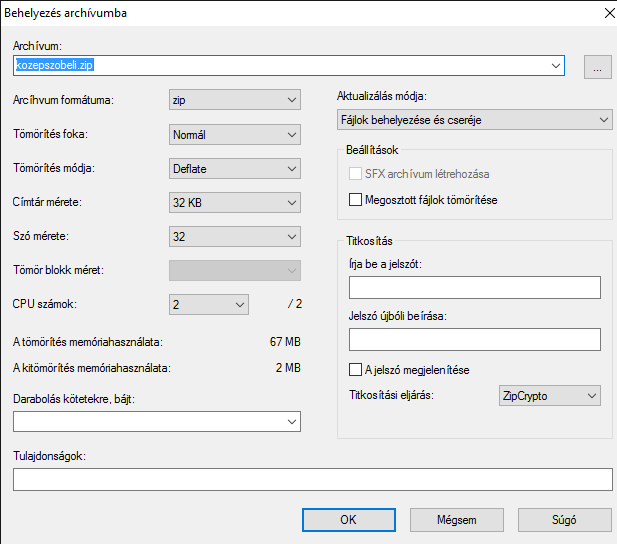 Behelyezés archívumba
Archívum:
kozepszobeli.zip
...
Arcíhvum formátuma: zip
Tömörítés foka: Normál
Tömörítés módja: Deflate
Címtár mérete: 32 KB
Szó mérete: 32
Tömör blokk méret:
CPU számok: 2 / 2
A tömörítés memóriahasználata: 67 MB
A kitömörítés memóriahasználata: 2 MB
Darabolás kötetekre, bájt:
Aktualizálás módja:
Fájlok behelyezése és cseréje
Beállítások
SFX archívum létrehozása
Megosztott fájlok tömörítése
Titkosítás
Írja be a jelszót:
Jelszó újbóli beírása:
A jelszó megjelenítése
Titkosítási eljárás: ZipCrypto
Tulajdonságok:
OK Mégsem Súgó